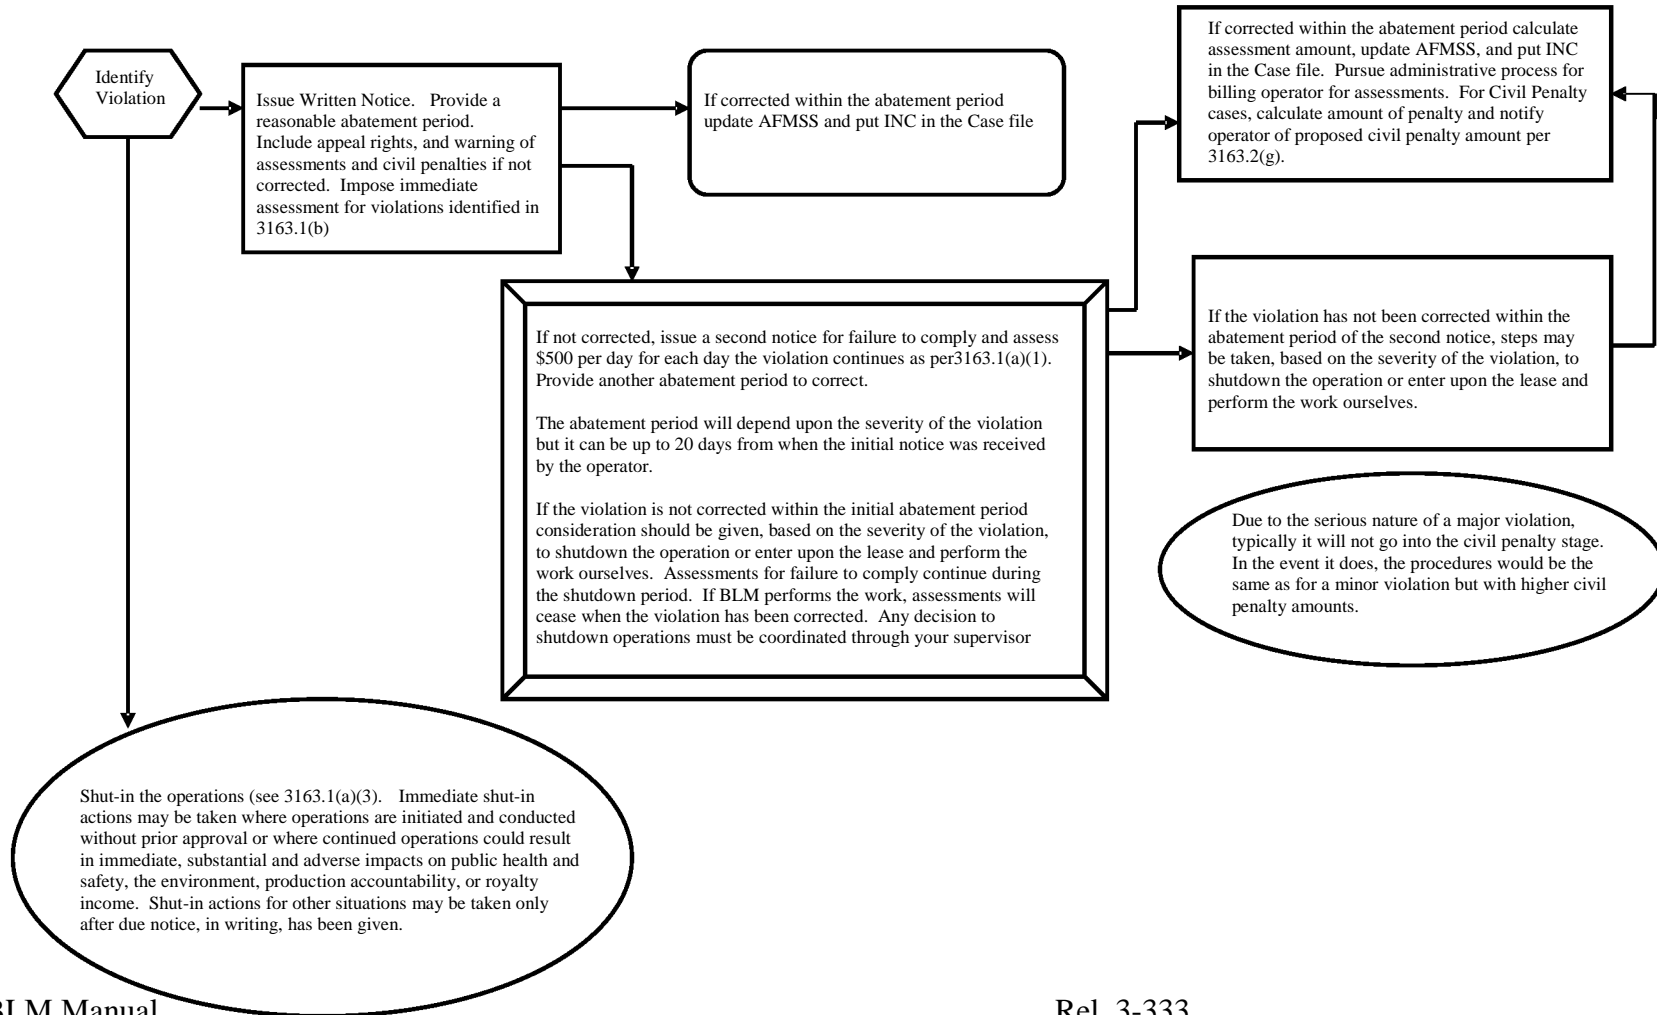 Identify
Violation
Issue Written Notice.   Provide a
reasonable abatement period.
Include appeal rights, and warning of
assessments and civil penalties if not
corrected.  Impose immediate
assessment for violations identified in
3163.1(b)
If corrected within the abatement period
update AFMSS and put INC in the Case file
If corrected within the abatement period calculate
assessment amount, update AFMSS, and put INC
in the Case file.  Pursue administrative process for
billing operator for assessments.  For Civil Penalty
cases, calculate amount of penalty and notify
operator of proposed civil penalty amount per
3163.2(g).
If not corrected, issue a second notice for failure to comply and assess
$500 per day for each day the violation continues as per3163.1(a)(1).
Provide another abatement period to correct.
The abatement period will depend upon the severity of the violation
but it can be up to 20 days from when the initial notice was received
by the operator.
If the violation is not corrected within the initial abatement period
consideration should be given, based on the severity of the violation,
to shutdown the operation or enter upon the lease and perform the
work ourselves.  Assessments for failure to comply continue during
the shutdown period.  If BLM performs the work, assessments will
cease when the violation has been corrected.  Any decision to
shutdown operations must be coordinated through your supervisor
If the violation has not been corrected within the
abatement period of the second notice, steps may
be taken, based on the severity of the violation, to
shutdown the operation or enter upon the lease and
perform the work ourselves.
Due to the serious nature of a major violation,
typically it will not go into the civil penalty stage.
In the event it does, the procedures would be the
same as for a minor violation but with higher civil
penalty amounts.
Shut-in the operations (see 3163.1(a)(3).   Immediate shut-in
actions may be taken where operations are initiated and conducted
without prior approval or where continued operations could result
in immediate, substantial and adverse impacts on public health and
safety, the environment, production accountability, or royalty
income.  Shut-in actions for other situations may be taken only
after due notice, in writing, has been given.
BLM Manual
Rel. 3-333